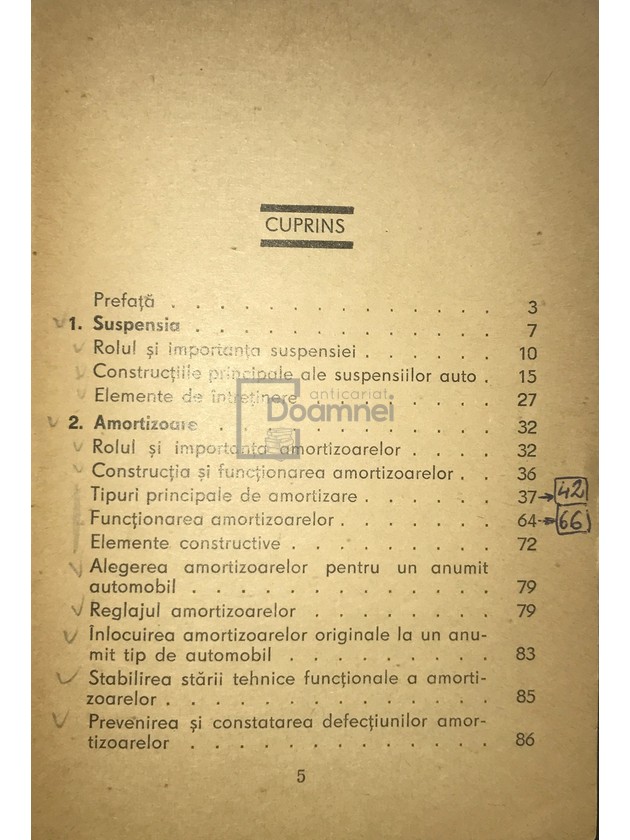 CUPRINS
Prefață . . . . . . . . . . . . . 3
1. Suspensia . . . . . . . . . . . . 7
Rolul și importanța suspensiei . . . . . . 10
Construcțiile principale ale suspensiilor auto . 15
Elemente de întreținere . . . . . . . . 27
anticariat
Doamnei
2. Amortizoare . . . . . . . . . . . 32
Rolul și importanța amortizoarelor . . . . 32
Construcția și funcționarea amortizoarelor . . 36
Tipuri principale de amortizare . . . . . . 37 → 42
Funcționarea amortizoarelor . . . . . . . 64 → 66
Elemente constructive . . . . . . . . . 72
Alegerea amortizoarelor pentru un anumit
automobil . . . . . . . . . . . . . 79
Reglajul amortizoarelor . . . . . . . . 79
Înlocuirea amortizoarelor originale la un anu-
mit tip de automobil . . . . . . . . . 83
Stabilirea stării tehnice funcționale a amorti-
zoarelor . . . . . . . . . . . . . . 85
Prevenirea și constatarea defecțiunilor amor-
tizoarelor . . . . . . . . . . . . . 86
5